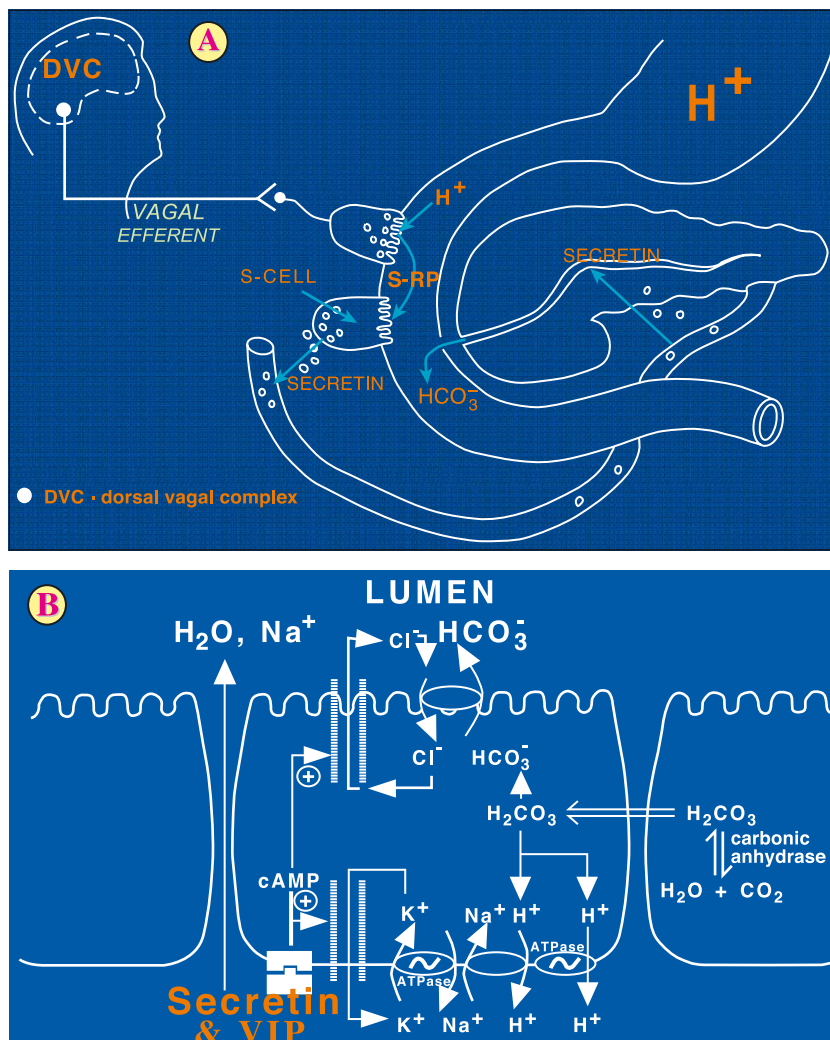 A
DVC
H⁺
VAGAL
EFFERENT
H⁺
S-CELL
S-RP
SECRETIN
SECRETIN
HCO₃⁻
DVC · dorsal vagal complex
B
LUMEN
H₂O, Na⁺
Cl⁻
HCO₃⁻
+
Cl⁻
HCO₃⁻
H₂CO₃
H₂CO₃
carbonic
anhydrase
cAMP
+
H₂O + CO₂
K⁺
Na⁺
H⁺
H⁺
ATPase
ATPase
Secretin
K⁺
Na⁺
H⁺
H⁺
& VIP